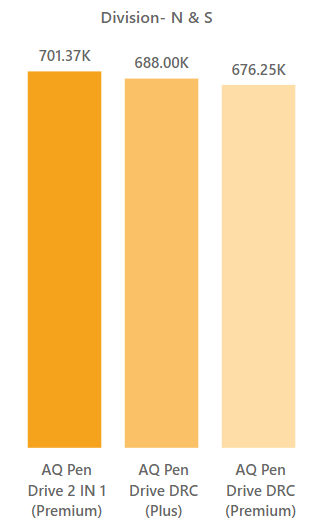 Division- N & S
701.37K
688.00K
676.25K
AQ Pen
Drive 2 IN 1
(Premium)
AQ Pen
Drive DRC
(Plus)
AQ Pen
Drive DRC
(Premium)